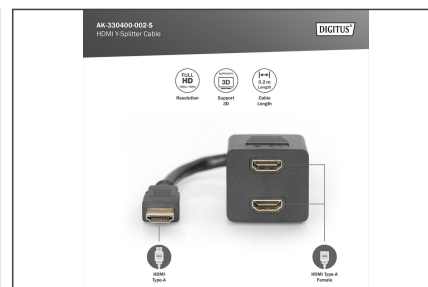 AK-330400-002-S
HDMI Y-Splitter Cable
DIGITUS®
FULL
HD
Resolution
SUPPORTS
3D
Support
3D
0.2 m
Length
Cable
Length
HDMI
Type-A
HDMI Type-A
Female